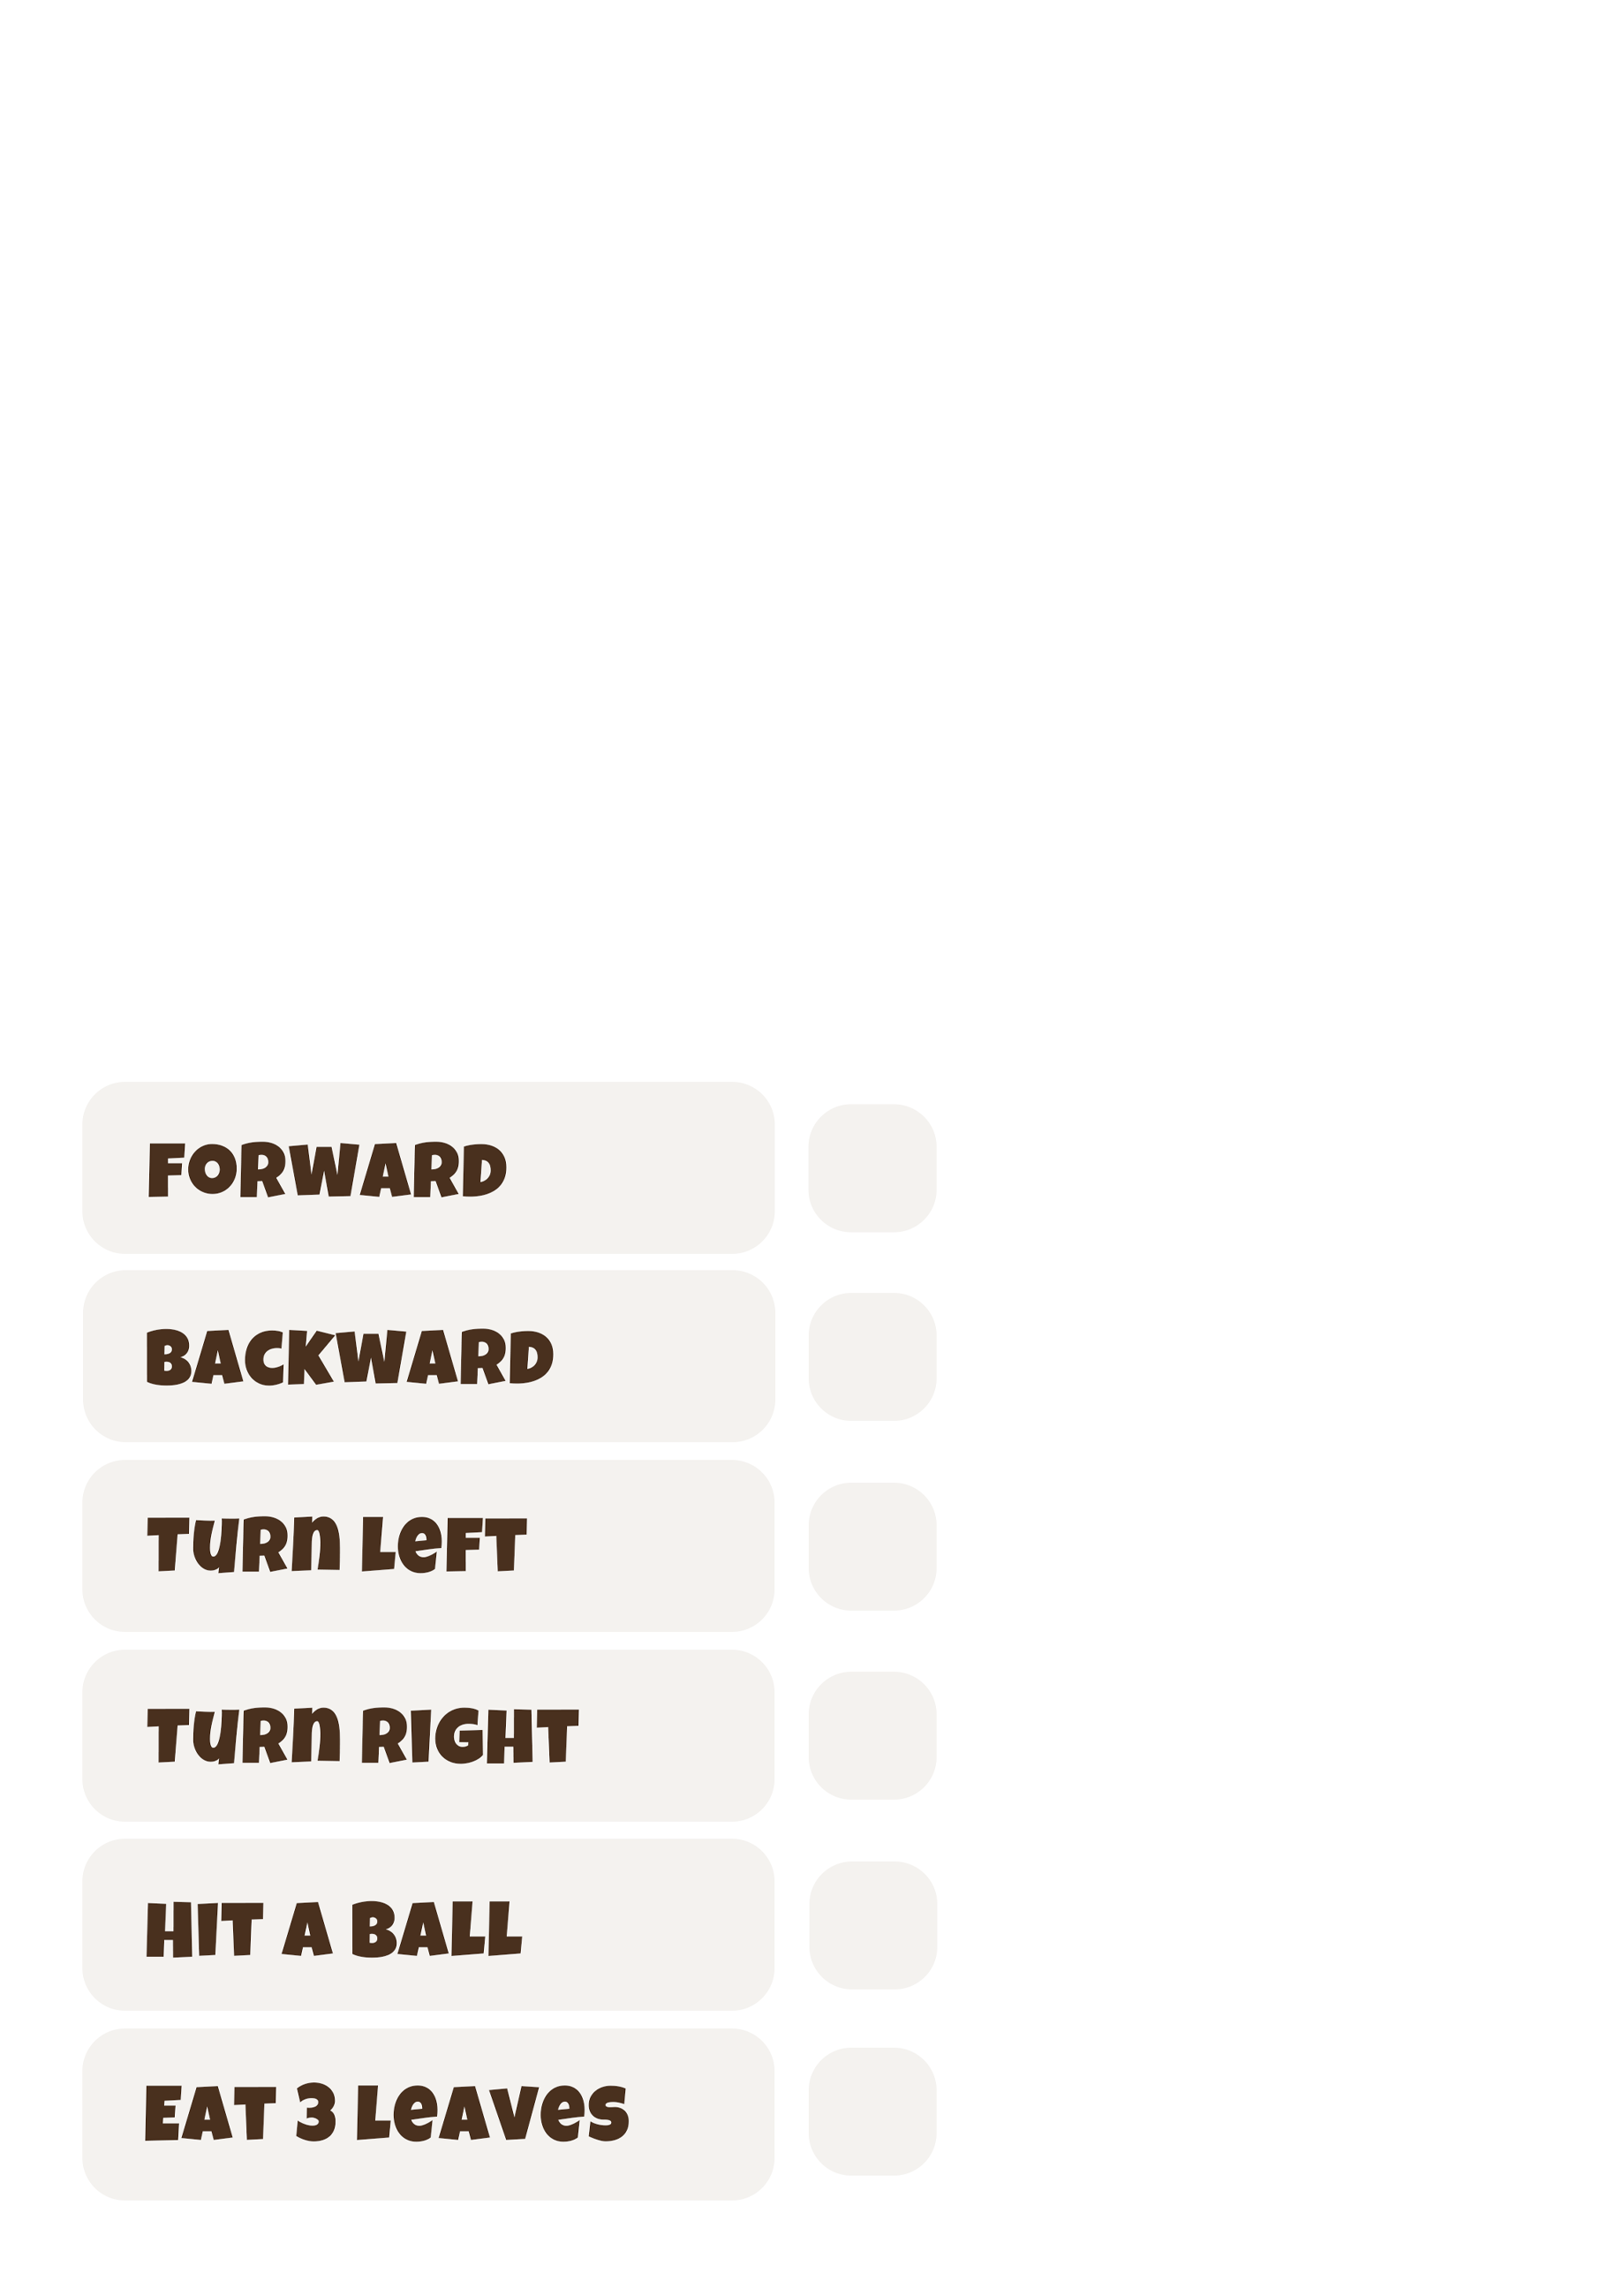 FORWARD
BACKWARD
TURN LEFT
TURN RIGHT
HIT A BALL
EAT 3 LEAVES